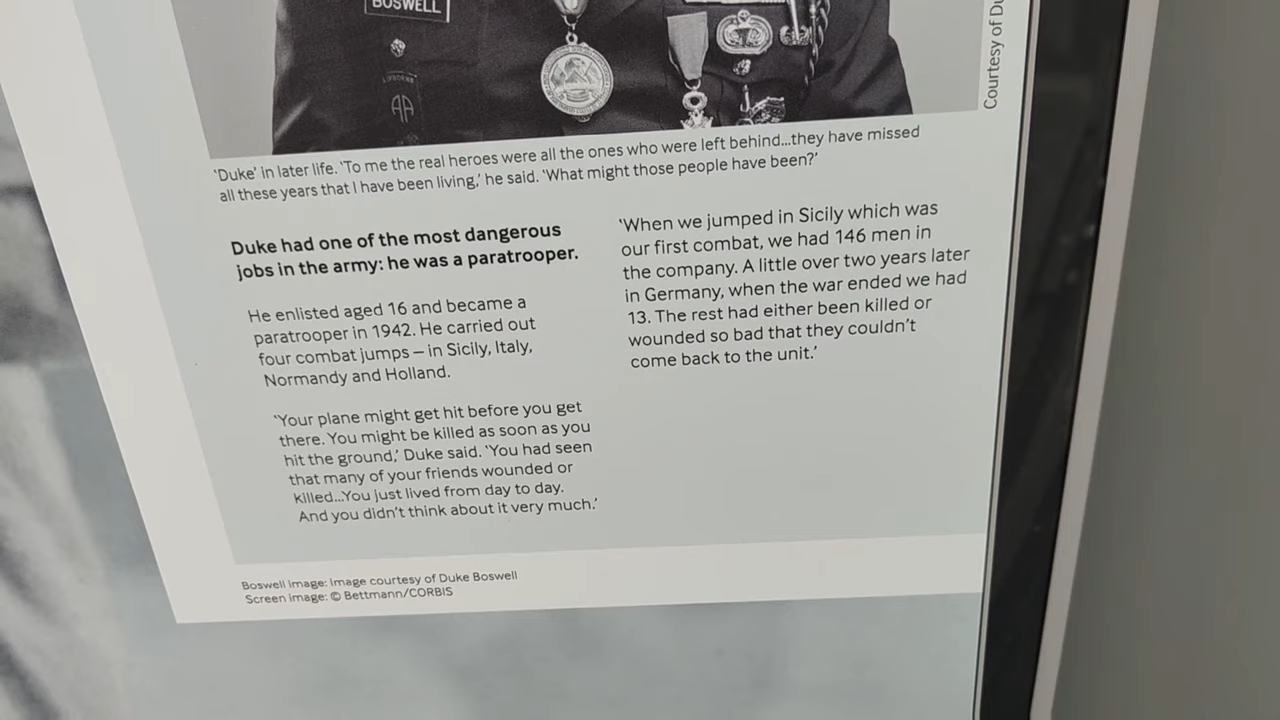 BOSWELL
AIRBORNE
AA
Courtesy of Du
'Duke' in later life. 'To me the real heroes were all the ones who were left behind...they have missed
all these years that I have been living,' he said. 'What might those people have been?'
Duke had one of the most dangerous
jobs in the army: he was a paratrooper.
He enlisted aged 16 and became a
paratrooper in 1942. He carried out
four combat jumps – in Sicily, Italy,
Normandy and Holland.
'Your plane might get hit before you get
there. You might be killed as soon as you
hit the ground,' Duke said. 'You had seen
that many of your friends wounded or
killed...You just lived from day to day.
And you didn't think about it very much.'
'When we jumped in Sicily which was
our first combat, we had 146 men in
the company. A little over two years later
in Germany, when the war ended we had
13. The rest had either been killed or
wounded so bad that they couldn't
come back to the unit.'
Boswell image: Image courtesy of Duke Boswell
Screen image: © Bettmann/CORBIS